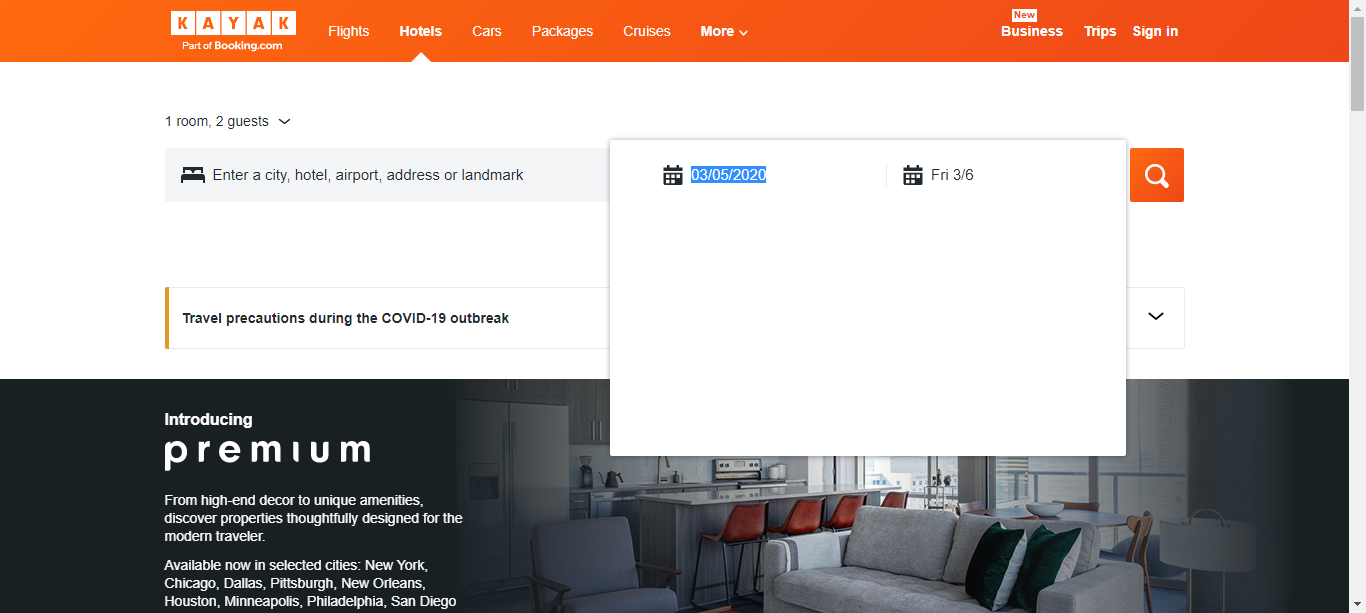 KAYAK
Part of Booking.com
Flights
Hotels
Cars
Packages
Cruises
More
New
Business
Trips
Sign in
1 room, 2 guests
Enter a city, hotel, airport, address or landmark
03/05/2020
Fri 3/6
Travel precautions during the COVID-19 outbreak
Introducing
premium
From high-end decor to unique amenities,
discover properties thoughtfully designed for the
modern traveler.
Available now in selected cities: New York,
Chicago, Dallas, Pittsburgh, New Orleans,
Houston, Minneapolis, Philadelphia, San Diego